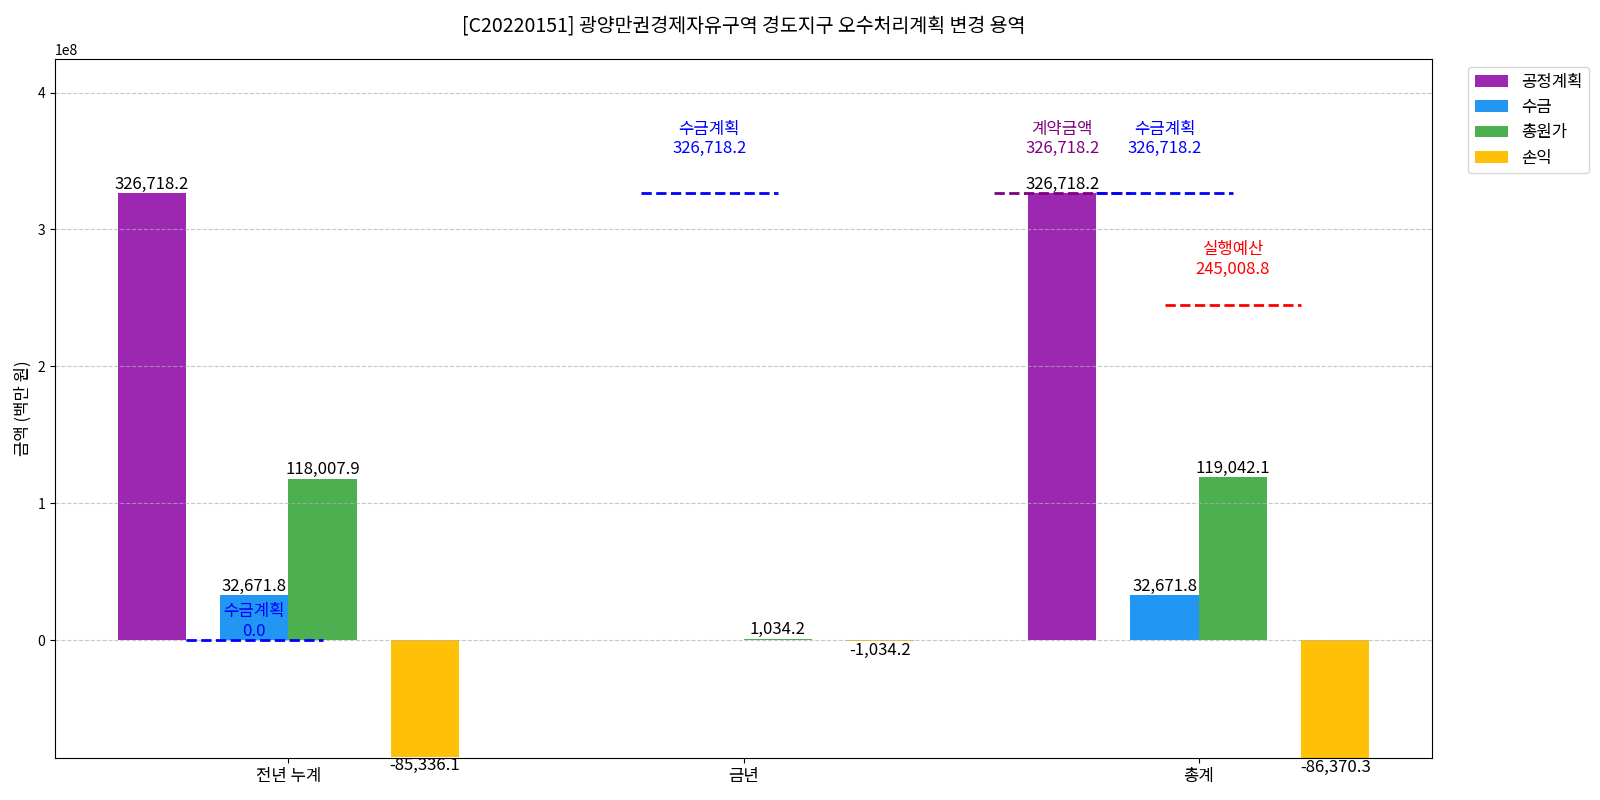 [C20220151] 광양만권경제자유구역 경도지구 오수처리계획 변경 용역
1e8
4
3
2
1
0
금액 (백만 원)
326,718.2
32,671.8
수금계획
0.0
118,007.9
-85,336.1
수금계획
326,718.2
1,034.2
-1,034.2
계약금액
326,718.2
326,718.2
수금계획
326,718.2
실행예산
245,008.8
32,671.8
119,042.1
-86,370.3
전년 누계
금년
총계
공정계획
수금
총원가
손익